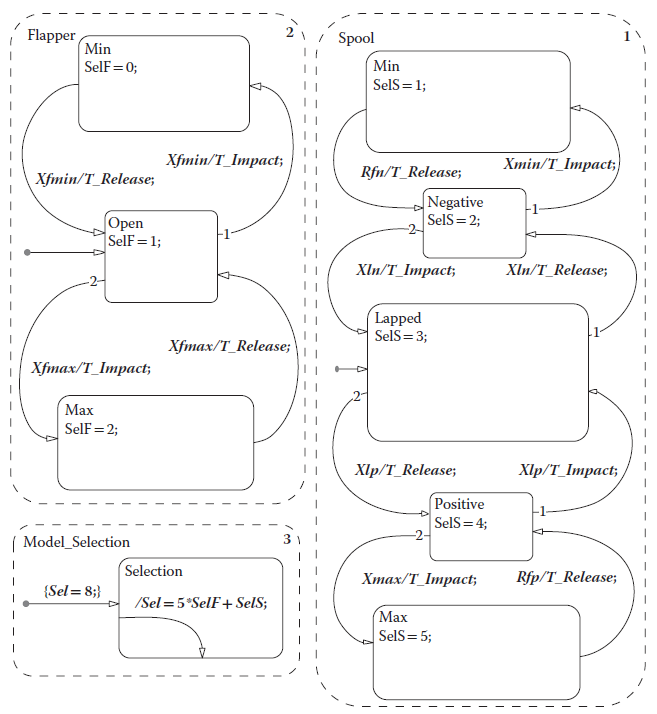 Flapper
2
Min
SelF = 0;
Xfmin/T_Release;
Xfmin/T_Impact;
Open
SelF = 1;
1
2
Xfmax/T_Impact;
Xfmax/T_Release;
Max
SelF = 2;
Model_Selection
3
{Sel = 8;}
Selection
/Sel = 5*SelF + SelS;
Spool
1
Min
SelS = 1;
Rfn/T_Release;
Xmin/T_Impact;
Negative
SelS = 2;
1
2
Xln/T_Impact;
Xln/T_Release;
Lapped
SelS = 3;
1
2
Xlp/T_Release;
Xlp/T_Impact;
Positive
SelS = 4;
1
2
Xmax/T_Impact;
Rfp/T_Release;
Max
SelS = 5;